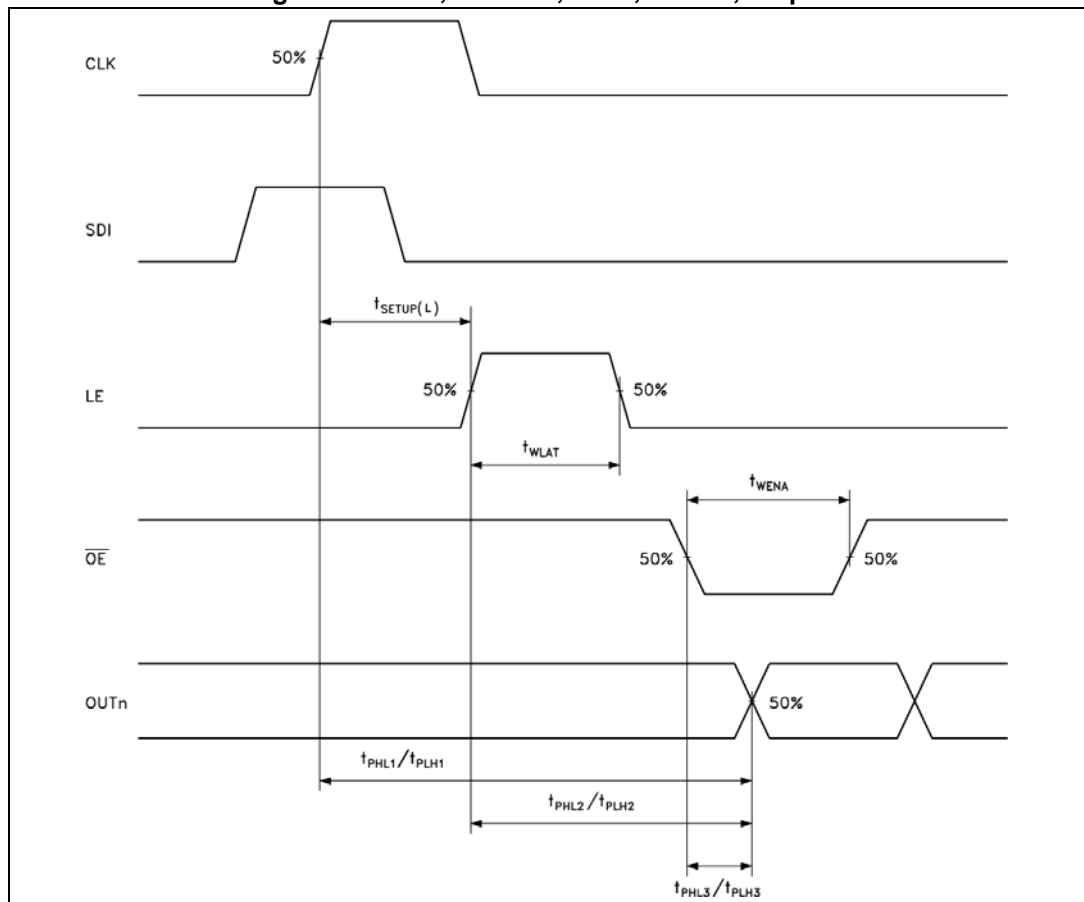 CLK
50%
SDI
tSETUP(L)
LE
50%
50%
tWLAT
tWENA
OE
50%
50%
OUTn
50%
tPHL1/tPLH1
tPHL2/tPLH2
tPHL3/tPLH3